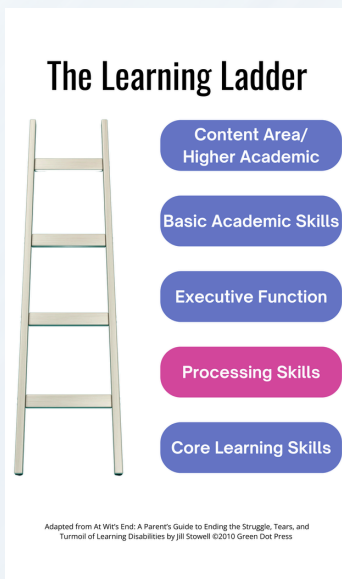 The Learning Ladder
Content Area/
Higher Academic
Basic Academic Skills
Executive Function
Processing Skills
Core Learning Skills
Adapted from At Wit's End: A Parent's Guide to Ending the Struggle, Tears, and
Turmoil of Learning Disabilities by Jill Stowell ©2010 Green Dot Press